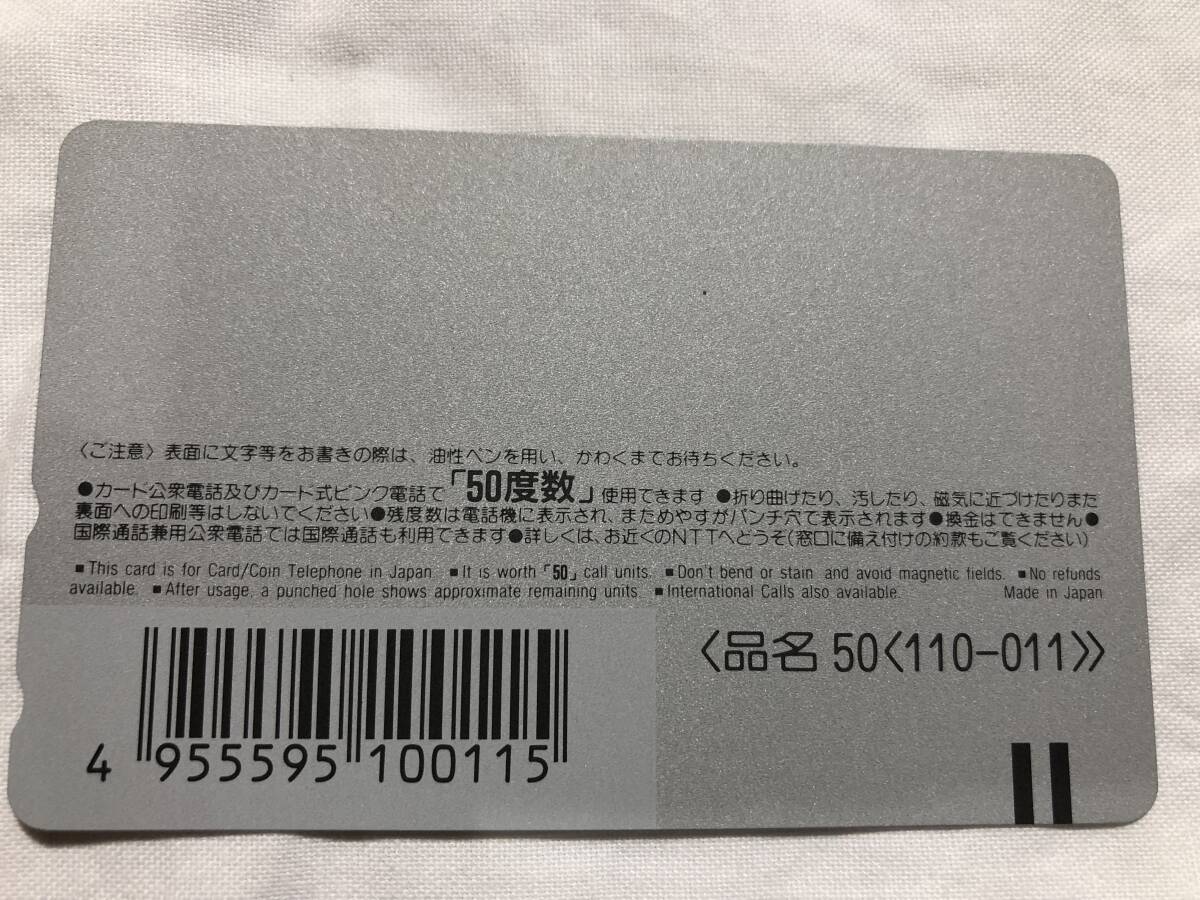 〈ご注意〉表面に文字等をお書きの際は、油性ペンを用い、かわくまでお待ちください。
●カード公衆電話及びカード式ピンク電話で「50度数」使用できます ●折り曲げたり、汚したり、磁気に近づけたりまた
裏面への印刷等はしないでください●残度数は電話機に表示され、まためやすがパンチ穴で表示されます●換金はできません●
国際通話兼用公衆電話では国際通話も利用できます●詳しくは、お近くのNTTへどうぞ(窓口に備え付けの約款もご覧ください)
■This card is for Card/Coin Telephone in Japan ■It is worth「50」call units. ■Don't bend or stain and avoid magnetic fields. ■No refunds
available. ■After usage, a punched hole shows approximate remaining units. ■International Calls also available. Made in Japan
〈品名 50〈110-011〉〉
4 955595 100115